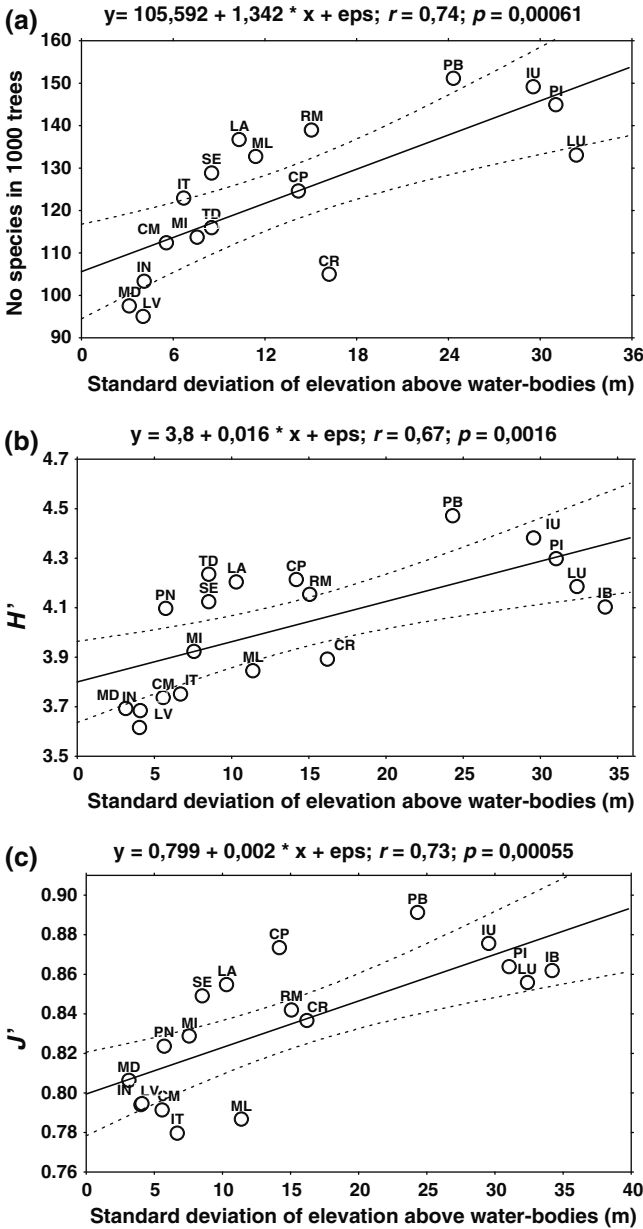 (a)
y= 105,592 + 1,342 * x + eps; r = 0,74; p = 0,00061
No species in 1000 trees
160
150
140
130
120
110
100
90
PB
IU
PI
LU
RM
LA
ML
SE
CP
IT
TD
CM
MI
CR
IN
MD
LV
0 6 12 18 24 30 36
Standard deviation of elevation above water-bodies (m)
(b)
y = 3,8 + 0,016 * x + eps; r = 0,67; p = 0,0016
H’
4.7
4.5
4.3
4.1
3.9
3.7
3.5
PB
IU
PI
TD
LA
CP
RM
SE
PN
LU
IB
MI
ML
CR
MD
IN
CM
IT
LV
0 5 10 15 20 25 30 35
Standard deviation of elevation above water-bodies (m)
(c)
y = 0,799 + 0,002 * x + eps; r = 0,73; p = 0,00055
J’
0.90
0.88
0.86
0.84
0.82
0.80
0.78
0.76
PB
CP
IU
PI
LU
IB
LA
SE
RM
CR
MI
PN
MD
IN
LV
CM
IT
ML
0 5 10 15 20 25 30 35 40
Standard deviation of elevation above water-bodies (m)